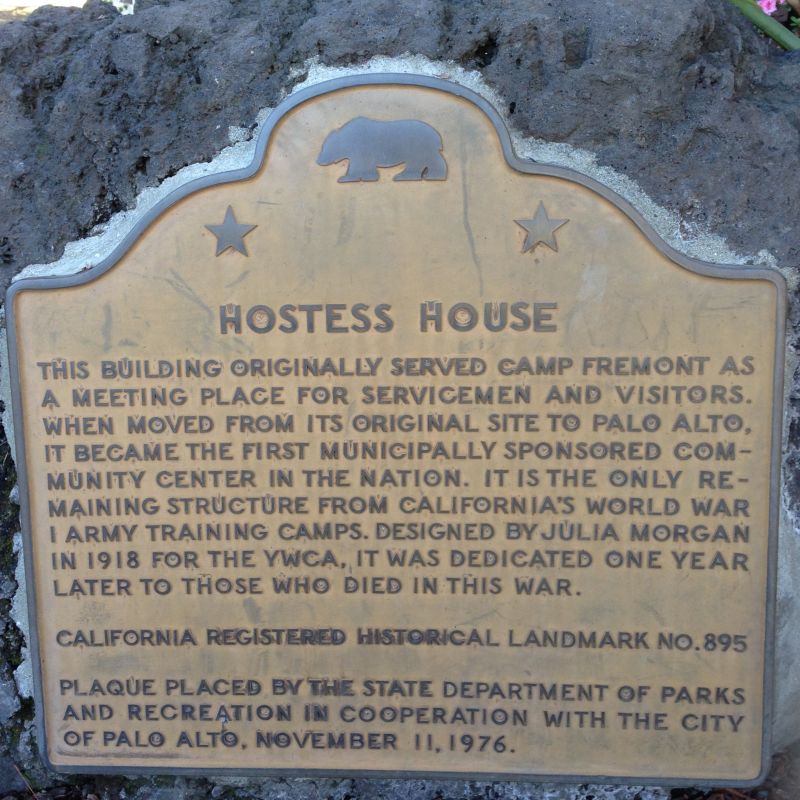 HOSTESS HOUSE
THIS BUILDING ORIGINALLY SERVED CAMP FREMONT AS
A MEETING PLACE FOR SERVICEMEN AND VISITORS.
WHEN MOVED FROM ITS ORIGINAL SITE TO PALO ALTO,
IT BECAME THE FIRST MUNICIPALLY SPONSORED COM-
MUNITY CENTER IN THE NATION. IT IS THE ONLY RE-
MAINING STRUCTURE FROM CALIFORNIA'S WORLD WAR
I ARMY TRAINING CAMPS. DESIGNED BY JULIA MORGAN
IN 1918 FOR THE YWCA, IT WAS DEDICATED ONE YEAR
LATER TO THOSE WHO DIED IN THIS WAR.
CALIFORNIA REGISTERED HISTORICAL LANDMARK NO. 895
PLAQUE PLACED BY THE STATE DEPARTMENT OF PARKS
AND RECREATION IN COOPERATION WITH THE CITY
OF PALO ALTO, NOVEMBER 11, 1976.